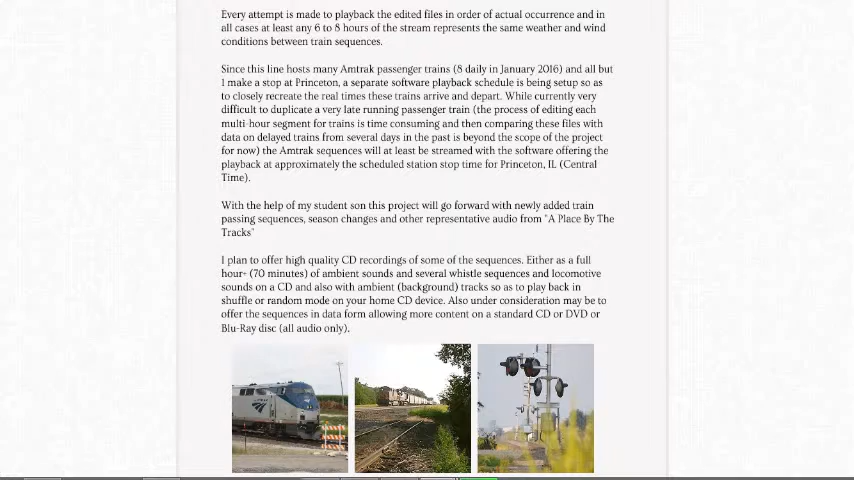 Every attempt is made to playback the edited files in order of actual occurrence and in
all cases at least any 6 to 8 hours of the stream represents the same weather and wind
conditions between train sequences.
Since this line hosts many Amtrak passenger trains (8 daily in January 2016) and all but
1 make a stop at Princeton, a separate software playback schedule is being setup so as
to closely recreate the real times these trains arrive and depart. While currently very
difficult to duplicate a very late running passenger train (the process of editing each
multi-hour segment for trains is time consuming and then comparing these files with
data on delayed trains from several days in the past is beyond the scope of the project
for now) the Amtrak sequences will at least be streamed with the software offering the
playback at approximately the scheduled station stop time for Princeton, IL (Central
Time).
With the help of my student son this project will go forward with newly added train
passing sequences, season changes and other representative audio from "A Place By The
Tracks"
I plan to offer high quality CD recordings of some of the sequences. Either as a full
hour+ (70 minutes) of ambient sounds and several whistle sequences and locomotive
sounds on a CD and also with ambient (background) tracks so as to play back in
shuffle or random mode on your home CD device. Also under consideration may be to
offer the sequences in data form allowing more content on a standard CD or DVD or
Blu-Ray disc (all audio only).